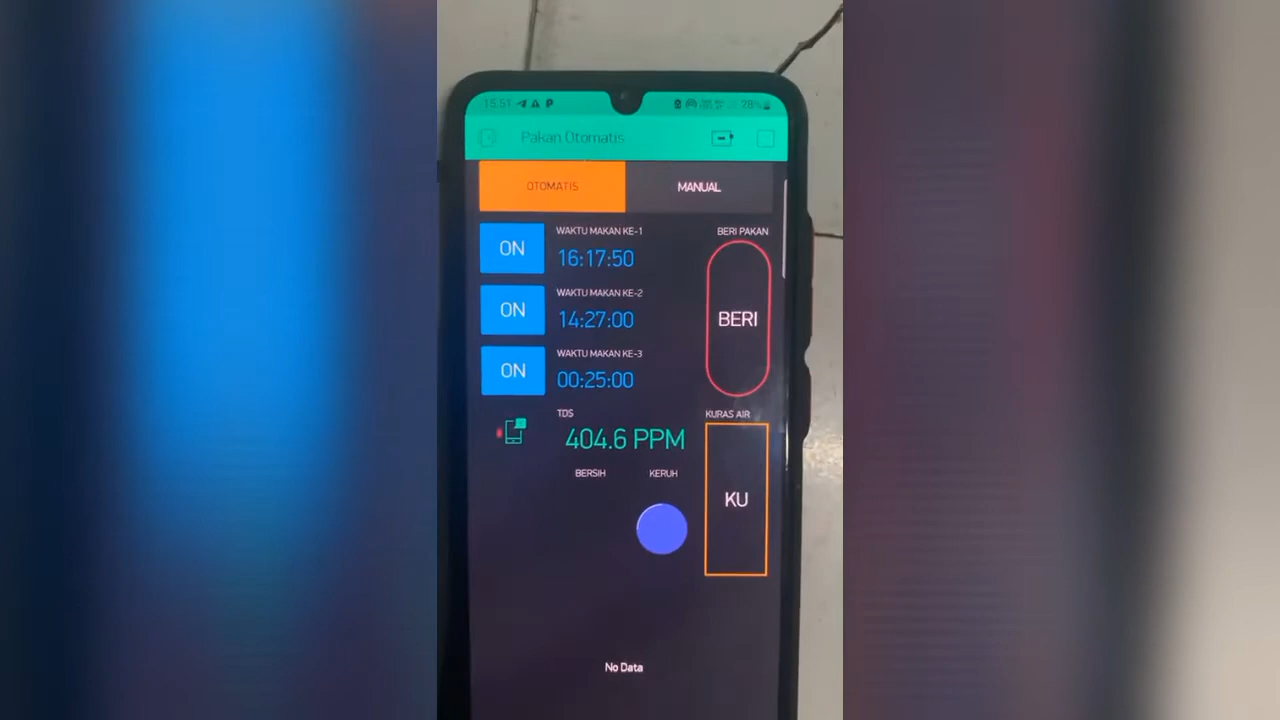 15.51 28%
Pakan Otomatis
OTOMATIS MANUAL
ON WAKTU MAKAN KE-1 BERI PAKAN
16:17:50
ON WAKTU MAKAN KE-2 BERI
14:27:00
ON WAKTU MAKAN KE-3
00:25:00
TDS KURAS AIR
404.6 PPM
BERSIH KERUH
KU
No Data